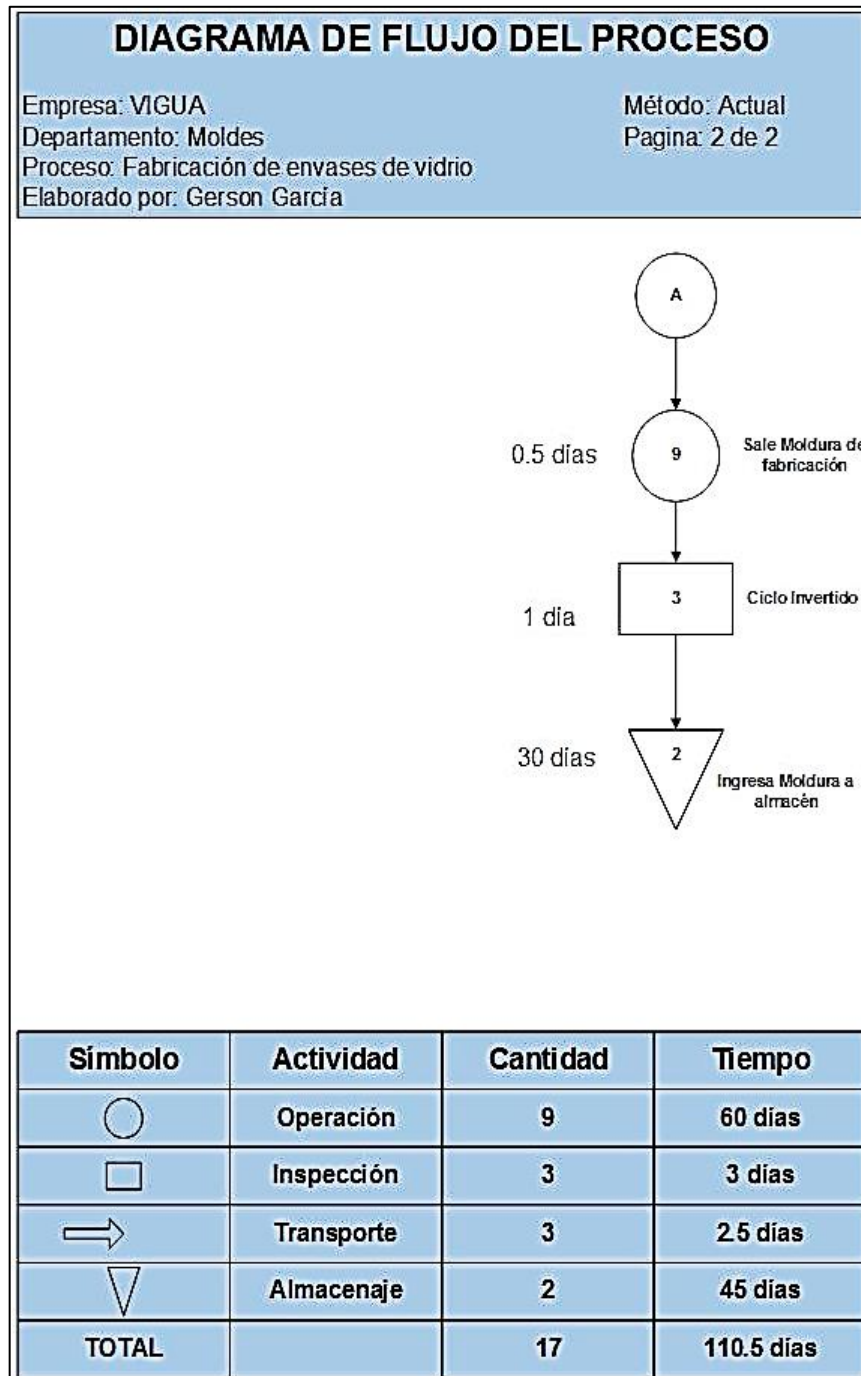 DIAGRAMA DE FLUJO DEL PROCESO
Empresa: VIGUA
Método: Actual
Departamento: Moldes
Pagina: 2 de 2
Proceso: Fabricación de envases de vidrio
Elaborado por: Gerson García
A
0.5 días
9
Sale Moldura de
fabricación
1 día
3
Ciclo Invertido
30 días
2
Ingresa Moldura a
almacén
Símbolo Actividad Cantidad Tiempo
Operación 9 60 días
Inspección 3 3 días
Transporte 3 2.5 días
Almacenaje 2 45 días
TOTAL 17 110.5 días